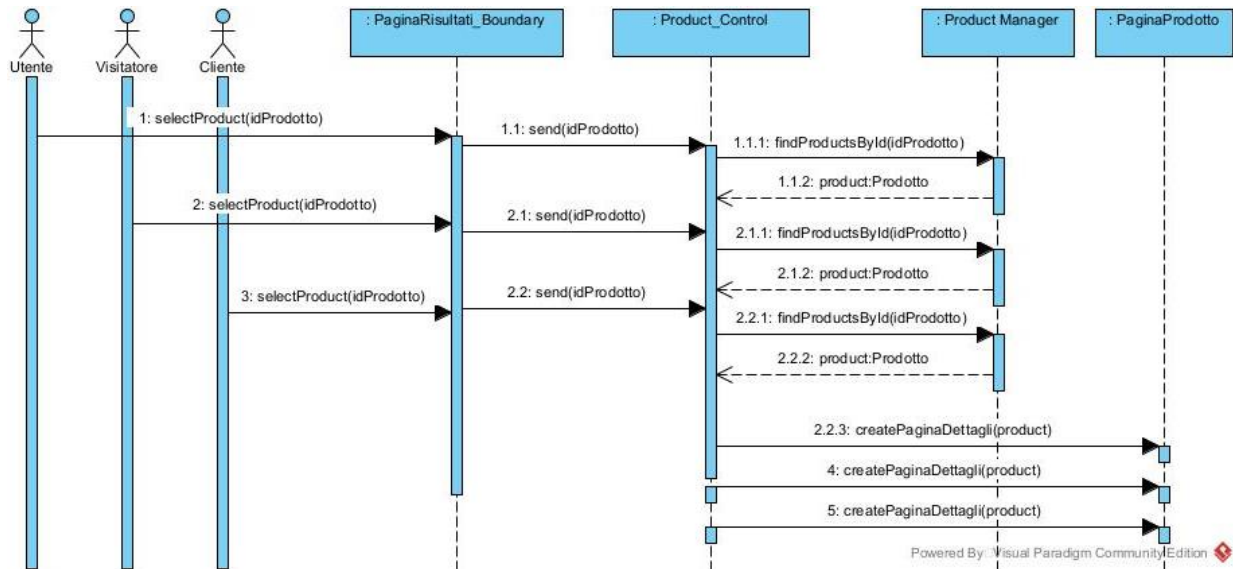 : PaginaRisultati_Boundary
: Product_Control
: Product Manager
: PaginaProdotto
Utente
Visitatore
Cliente
1: selectProduct(idProdotto)
1.1: send(idProdotto)
1.1.1: findProductsById(idProdotto)
1.1.2: product:Prodotto
2: selectProduct(idProdotto)
2.1: send(idProdotto)
2.1.1: findProductsById(idProdotto)
2.1.2: product:Prodotto
3: selectProduct(idProdotto)
2.2: send(idProdotto)
2.2.1: findProductsById(idProdotto)
2.2.2: product:Prodotto
2.2.3: createPaginaDettagli(product)
4: createPaginaDettagli(product)
5: createPaginaDettagli(product)
Powered By Visual Paradigm Community Edition